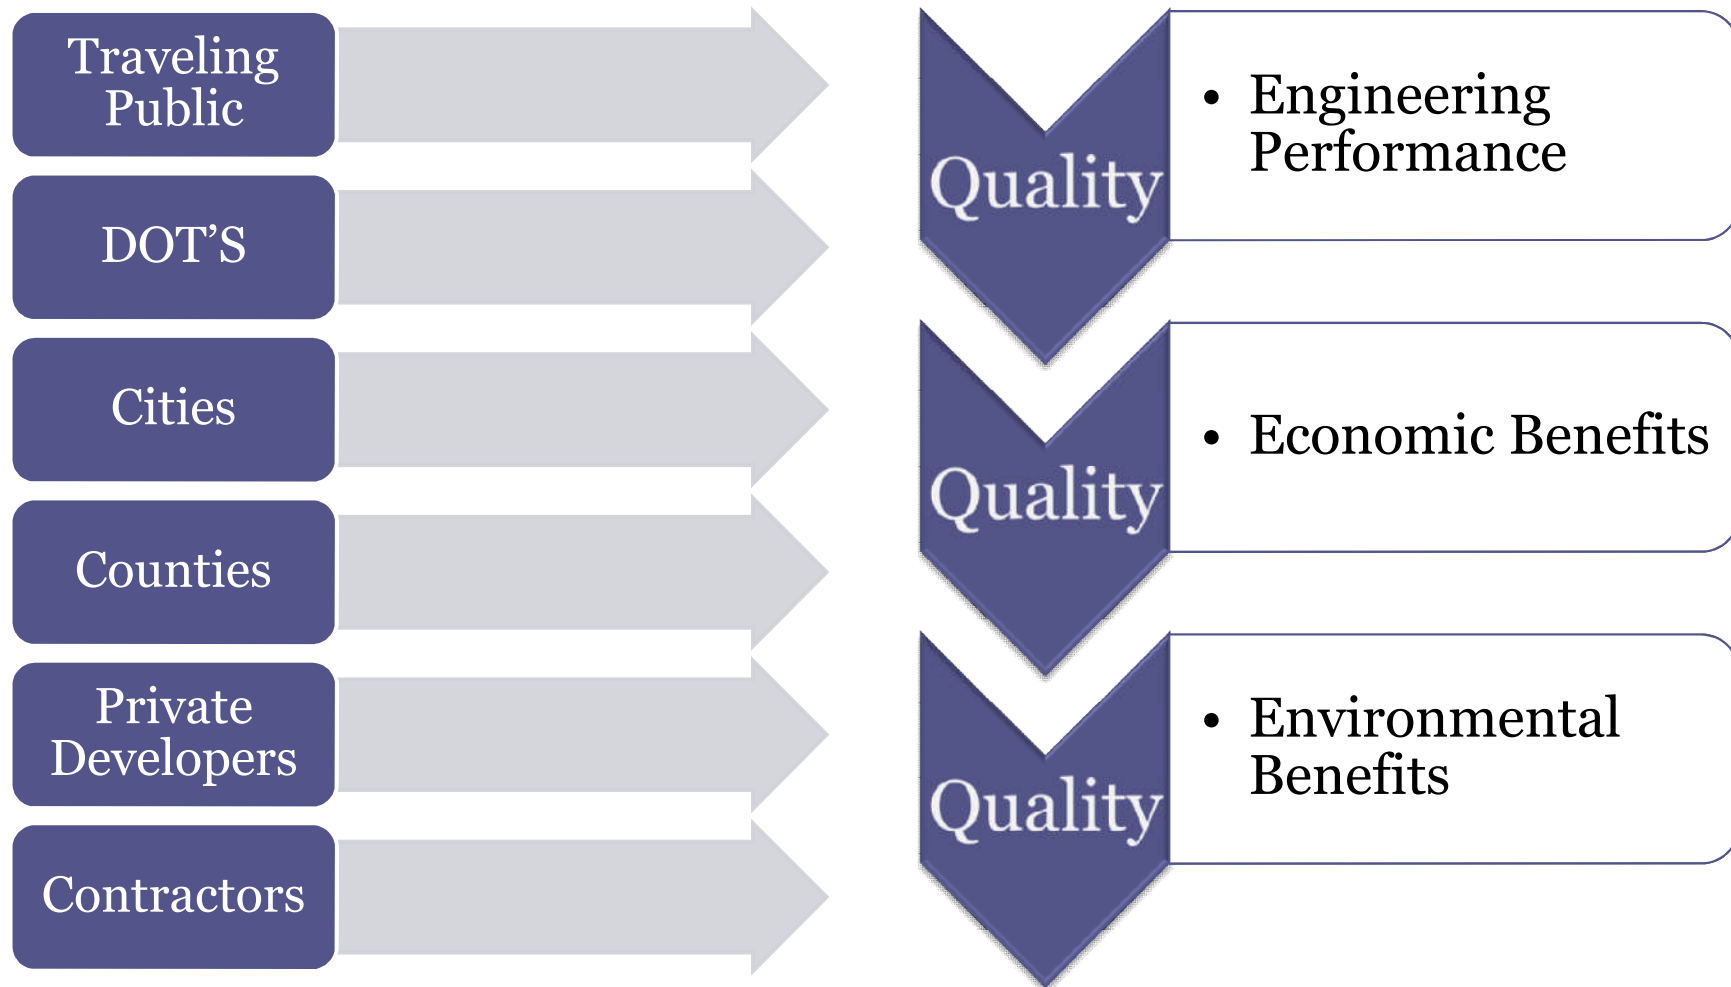 Traveling
Public
DOT’S
Cities
Counties
Private
Developers
Contractors
Quality
• Engineering
Performance
Quality
• Economic Benefits
Quality
• Environmental
Benefits